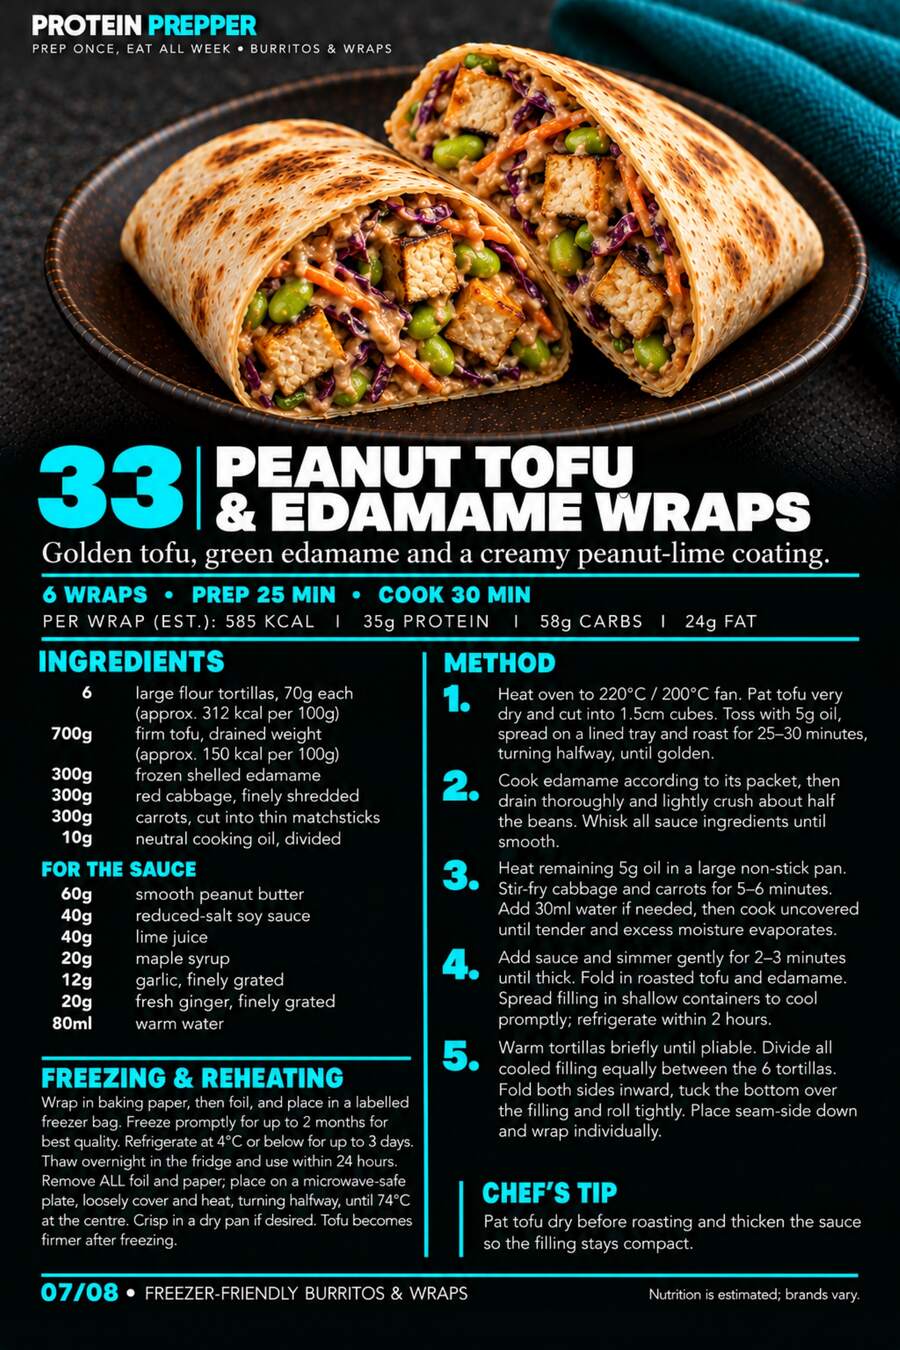 PROTEIN PREPPER
PREP ONCE, EAT ALL WEEK • BURRITOS & WRAPS
33
PEANUT TOFU
& EDAMAME WRAPS
Golden tofu, green edamame and a creamy peanut-lime coating.
6 WRAPS • PREP 25 MIN • COOK 30 MIN
PER WRAP (EST.): 585 KCAL | 35g PROTEIN | 58g CARBS | 24g FAT
INGREDIENTS
6 large flour tortillas, 70g each
(approx. 312 kcal per 100g)
700g firm tofu, drained weight
(approx. 150 kcal per 100g)
300g frozen shelled edamame
300g red cabbage, finely shredded
300g carrots, cut into thin matchsticks
10g neutral cooking oil, divided
FOR THE SAUCE
60g smooth peanut butter
40g reduced-salt soy sauce
40g lime juice
20g maple syrup
12g garlic, finely grated
20g fresh ginger, finely grated
80ml warm water
FREEZING & REHEATING
Wrap in baking paper, then foil, and place in a labelled
freezer bag. Freeze promptly for up to 2 months for
best quality. Refrigerate at 4°C or below for up to 3 days.
Thaw overnight in the fridge and use within 24 hours.
Remove ALL foil and paper; place on a microwave-safe
plate, loosely cover and heat, turning halfway, until 74°C
at the centre. Crisp in a dry pan if desired. Tofu becomes
firmer after freezing.
METHOD
1. Heat oven to 220°C / 200°C fan. Pat tofu very
dry and cut into 1.5cm cubes. Toss with 5g oil,
spread on a lined tray and roast for 25–30 minutes,
turning halfway, until golden.
2. Cook edamame according to its packet, then
drain thoroughly and lightly crush about half
the beans. Whisk all sauce ingredients until
smooth.
3. Heat remaining 5g oil in a large non-stick pan.
Stir-fry cabbage and carrots for 5–6 minutes.
Add 30ml water if needed, then cook uncovered
until tender and excess moisture evaporates.
4. Add sauce and simmer gently for 2–3 minutes
until thick. Fold in roasted tofu and edamame.
Spread filling in shallow containers to cool
promptly; refrigerate within 2 hours.
5. Warm tortillas briefly until pliable. Divide all
cooled filling equally between the 6 tortillas.
Fold both sides inward, tuck the bottom over
the filling and roll tightly. Place seam-side down
and wrap individually.
CHEF'S TIP
Pat tofu dry before roasting and thicken the sauce
so the filling stays compact.
07/08 • FREEZER-FRIENDLY BURRITOS & WRAPS
Nutrition is estimated; brands vary.